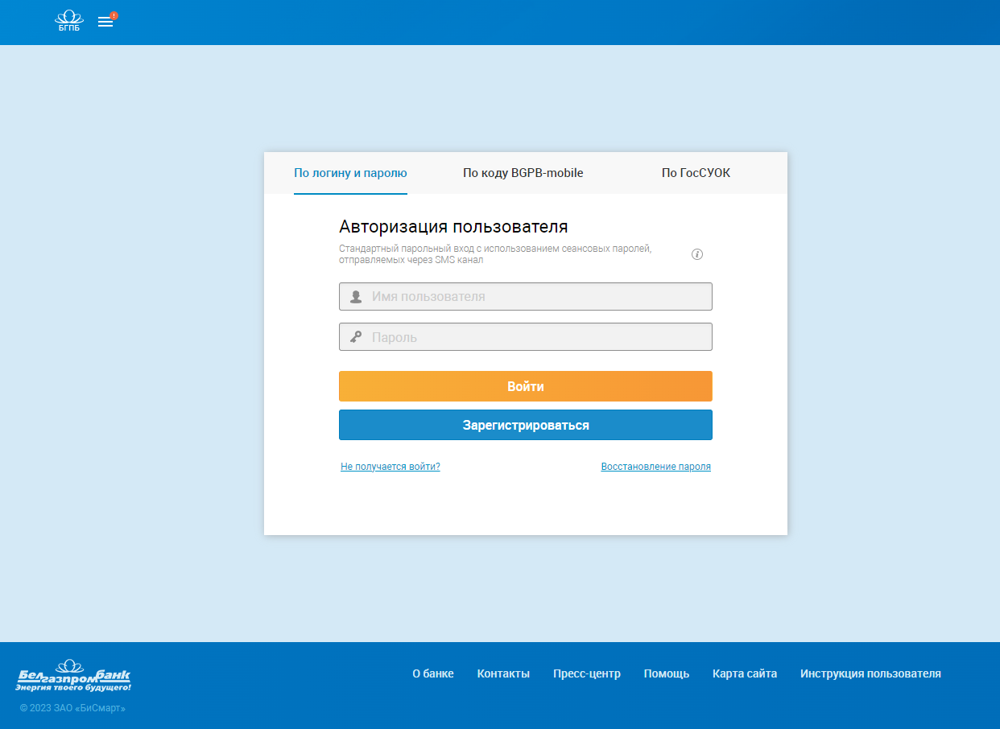 БГПБ
!
По логину и паролю
По коду BGPB-mobile
По ГосСУОК
Авторизация пользователя
Стандартный парольный вход с использованием сеансовых паролей,
отправляемых через SMS канал
i
Имя пользователя
Пароль
Войти
Зарегистрироваться
Не получается войти?
Восстановление пароля
Белгазпромбанк
Энергия твоего будущего!
© 2023 ЗАО «БиСмарт»
О банке
Контакты
Пресс-центр
Помощь
Карта сайта
Инструкция пользователя